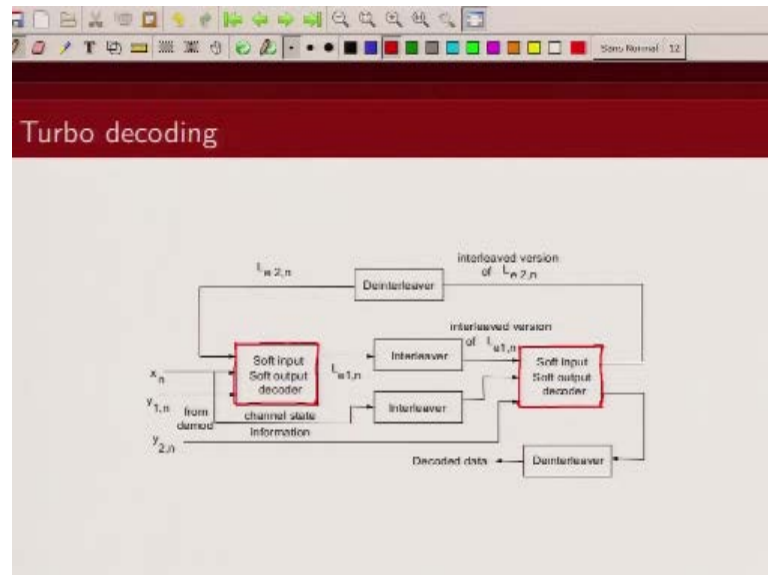 T
Sans Normal 12
Turbo decoding
L e 2,n
interleaved version
of L e 2,n
Deinterleaver
interleaved version
of L e1,n
Soft input
Soft output
decoder
L e1,n
Interleaver
Soft input
Soft output
decoder
x n
y 1,n
from
demod
channel state
information
Interleaver
y 2,n
Decoded data
Deinterleaver